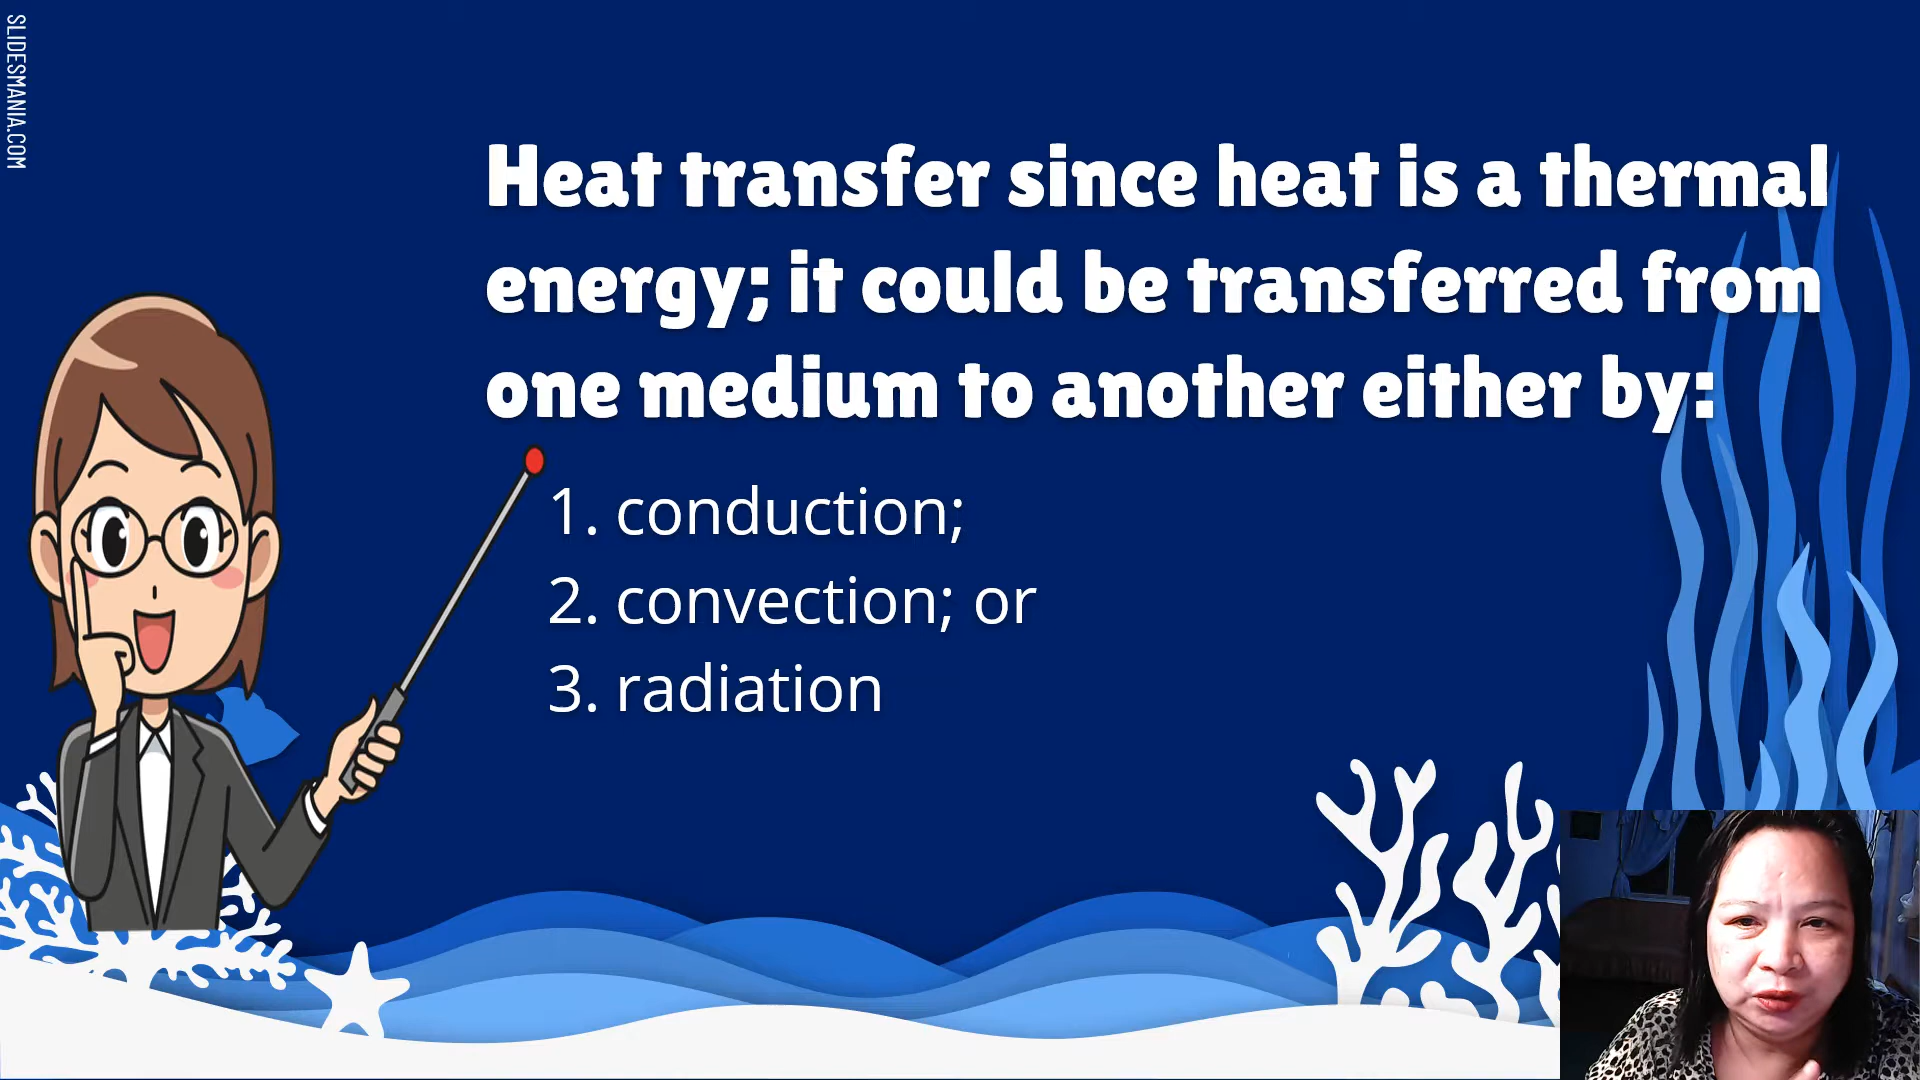 SLIDESMANIA.COM
Heat transfer since heat is a thermal
energy; it could be transferred from
one medium to another either by:
1. conduction;
2. convection; or
3. radiation